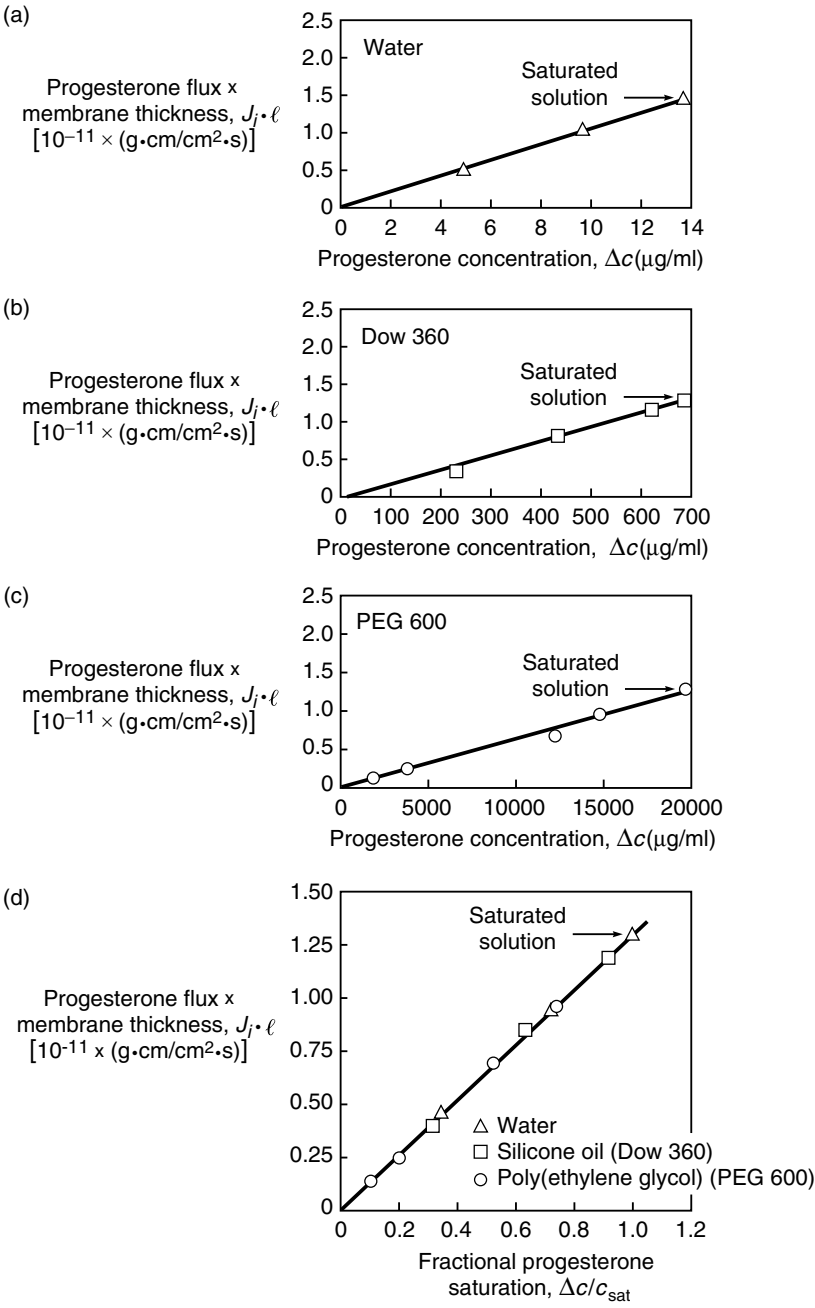 (a)
Progesterone flux x
membrane thickness, Jᵢ•ℓ
[10⁻¹¹ × (g•cm/cm²•s)]
2.5
2.0
1.5
1.0
0.5
0
Water
Saturated
solution
0 2 4 6 8 10 12 14
Progesterone concentration, Δc(μg/ml)
(b)
Progesterone flux x
membrane thickness, Jᵢ•ℓ
[10⁻¹¹ × (g•cm/cm²•s)]
2.5
2.0
1.5
1.0
0.5
0
Dow 360
Saturated
solution
0 100 200 300 400 500 600 700
Progesterone concentration, Δc(μg/ml)
(c)
Progesterone flux x
membrane thickness, Jᵢ•ℓ
[10⁻¹¹ × (g•cm/cm²•s)]
2.5
2.0
1.5
1.0
0.5
0
PEG 600
Saturated
solution
0 5000 10000 15000 20000
Progesterone concentration, Δc(μg/ml)
(d)
Progesterone flux x
membrane thickness, Jᵢ•ℓ
[10⁻¹¹ x (g•cm/cm²•s)]
1.50
1.25
1.00
0.75
0.50
0.25
0
Saturated
solution
Water
Silicone oil (Dow 360)
Poly(ethylene glycol) (PEG 600)
0 0.2 0.4 0.6 0.8 1.0 1.2
Fractional progesterone
saturation, Δc/c_sat